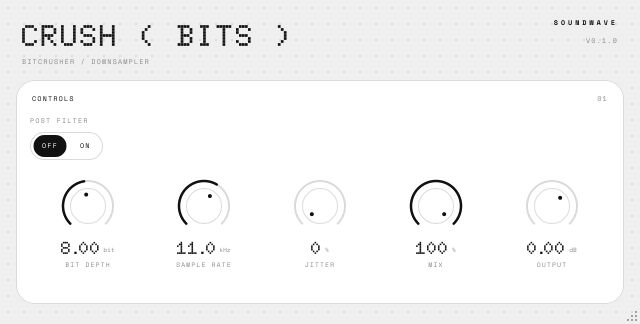 CRUSH ( BITS )
SOUNDWAVE
V0.1.0
BITCRUSHER / DOWNSAMPLER
CONTROLS
01
POST FILTER
OFF ON
8.00 bit
11.0 kHz
0 %
100 %
0.00 dB
BIT DEPTH
SAMPLE RATE
JITTER
MIX
OUTPUT